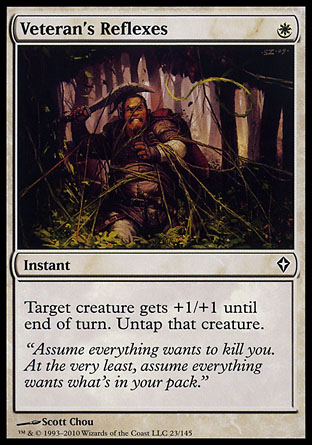 Veteran's Reflexes
Instant
Target creature gets +1/+1 until
end of turn. Untap that creature.
“Assume everything wants to kill you.
At the very least, assume everything
wants what's in your pack.”
Scott Chou
™ & © 1993–2010 Wizards of the Coast LLC 23/145